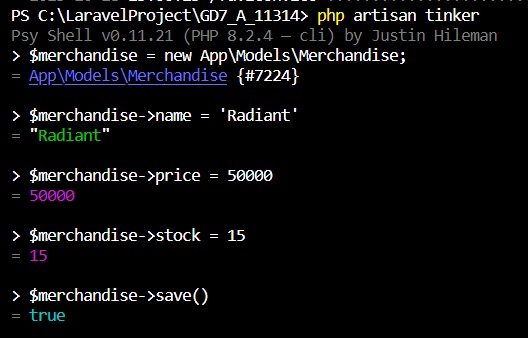 PS C:\LaravelProject\GD7_A_11314> php artisan tinker
Psy Shell v0.11.21 (PHP 8.2.4 — cli) by Justin Hileman
> $merchandise = new App\Models\Merchandise;
= App\Models\Merchandise {#7224}
> $merchandise->name = 'Radiant'
= "Radiant"
> $merchandise->price = 50000
= 50000
> $merchandise->stock = 15
= 15
> $merchandise->save()
= true